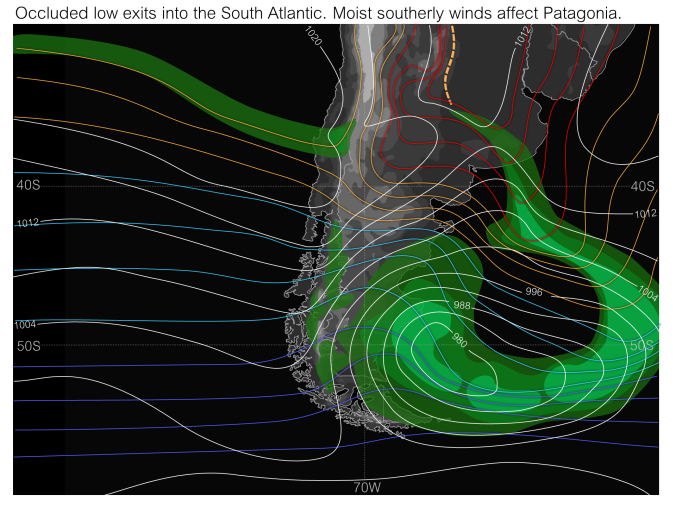 Occluded low exits into the South Atlantic. Moist southerly winds affect Patagonia.
1020
1012
40S
40S
1012
1012
996
1004
988
1004
980
50S
50S
70W